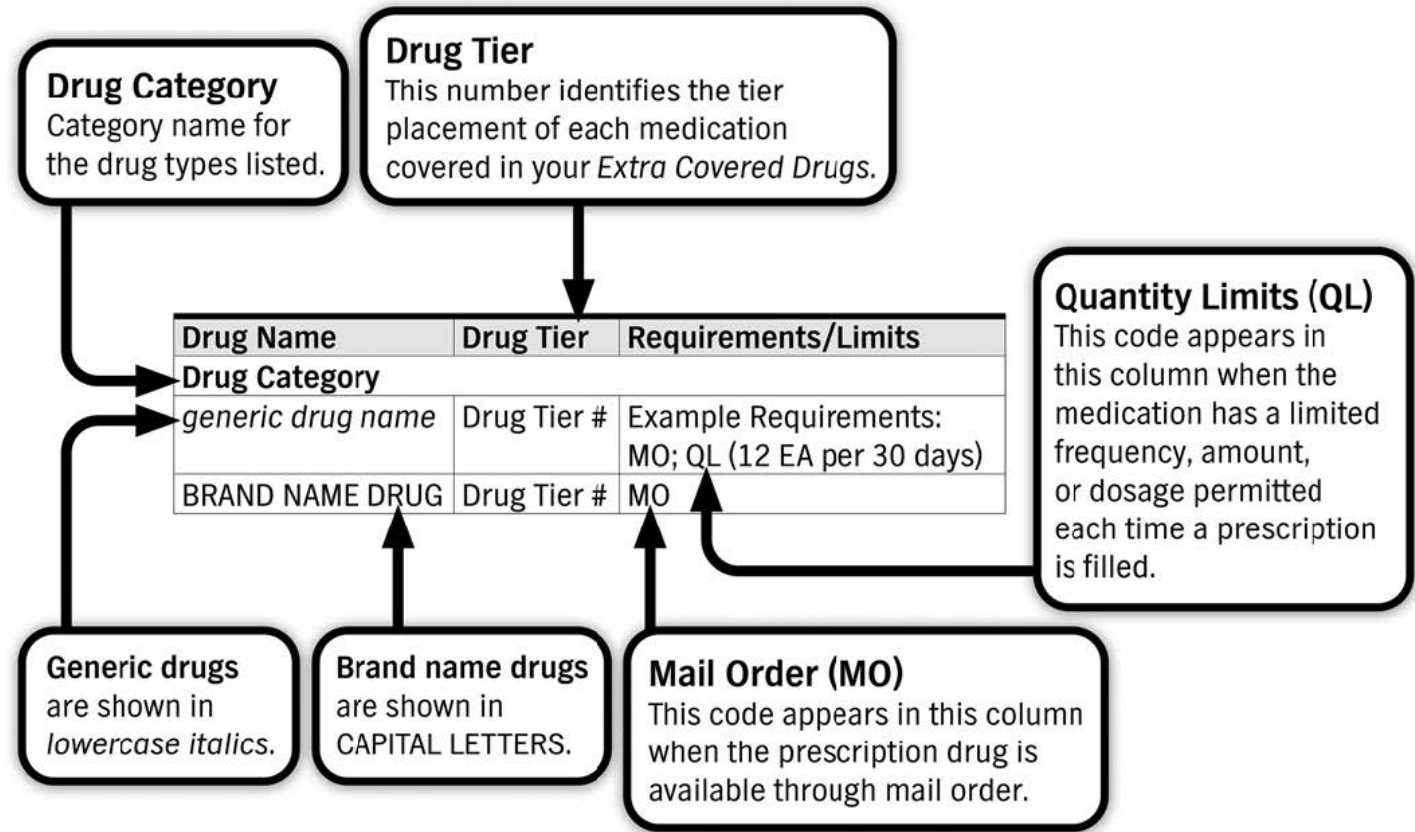 Drug Category
Category name for
the drug types listed.
Drug Tier
This number identifies the tier
placement of each medication
covered in your Extra Covered Drugs.
Drug Name Drug Tier Requirements/Limits
Drug Category
generic drug name Drug Tier # Example Requirements:
MO; QL (12 EA per 30 days)
BRAND NAME DRUG Drug Tier # MO
Quantity Limits (QL)
This code appears in
this column when the
medication has a limited
frequency, amount,
or dosage permitted
each time a prescription
is filled.
Generic drugs
are shown in
lowercase italics.
Brand name drugs
are shown in
CAPITAL LETTERS.
Mail Order (MO)
This code appears in this column
when the prescription drug is
available through mail order.